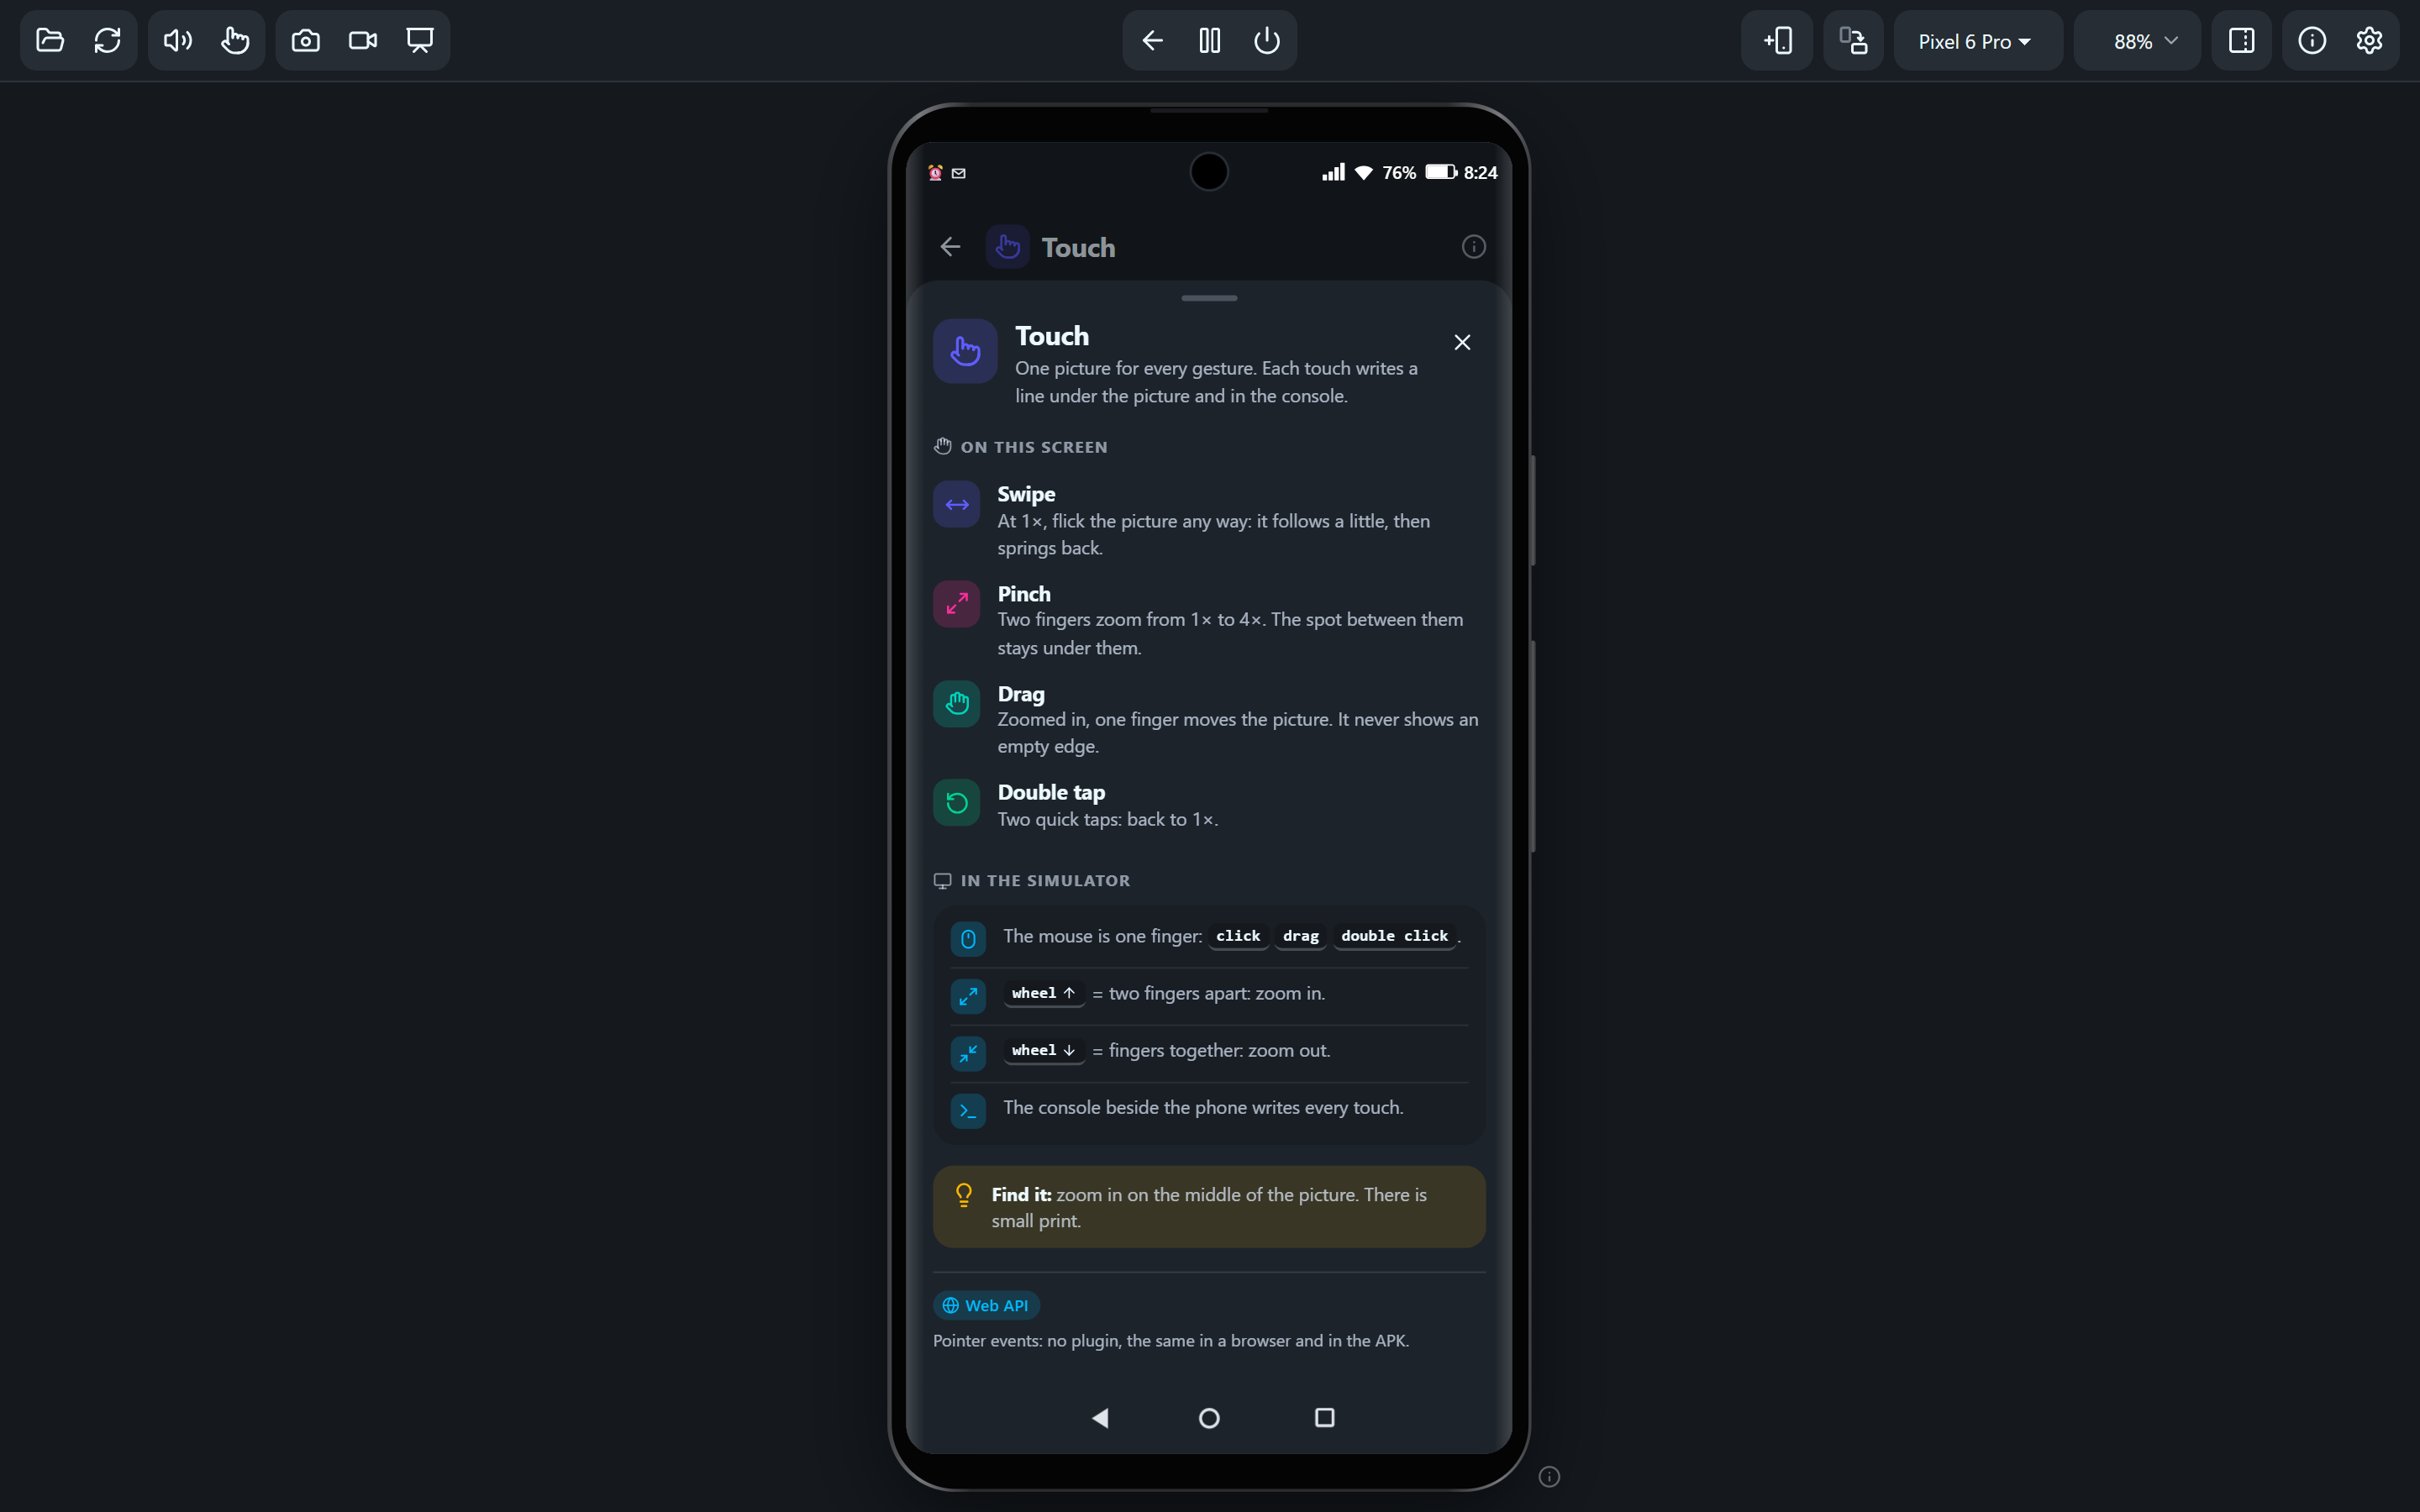 Pixel 6 Pro
88%
76%
8:24
Touch
Touch
One picture for every gesture. Each touch writes a
line under the picture and in the console.
ON THIS SCREEN
Swipe
At 1×, flick the picture any way: it follows a little, then
springs back.
Pinch
Two fingers zoom from 1× to 4×. The spot between them
stays under them.
Drag
Zoomed in, one finger moves the picture. It never shows an
empty edge.
Double tap
Two quick taps: back to 1×.
IN THE SIMULATOR
The mouse is one finger: click drag double click.
wheel ↑ = two fingers apart: zoom in.
wheel ↓ = fingers together: zoom out.
The console beside the phone writes every touch.
Find it: zoom in on the middle of the picture. There is
small print.
Web API
Pointer events: no plugin, the same in a browser and in the APK.